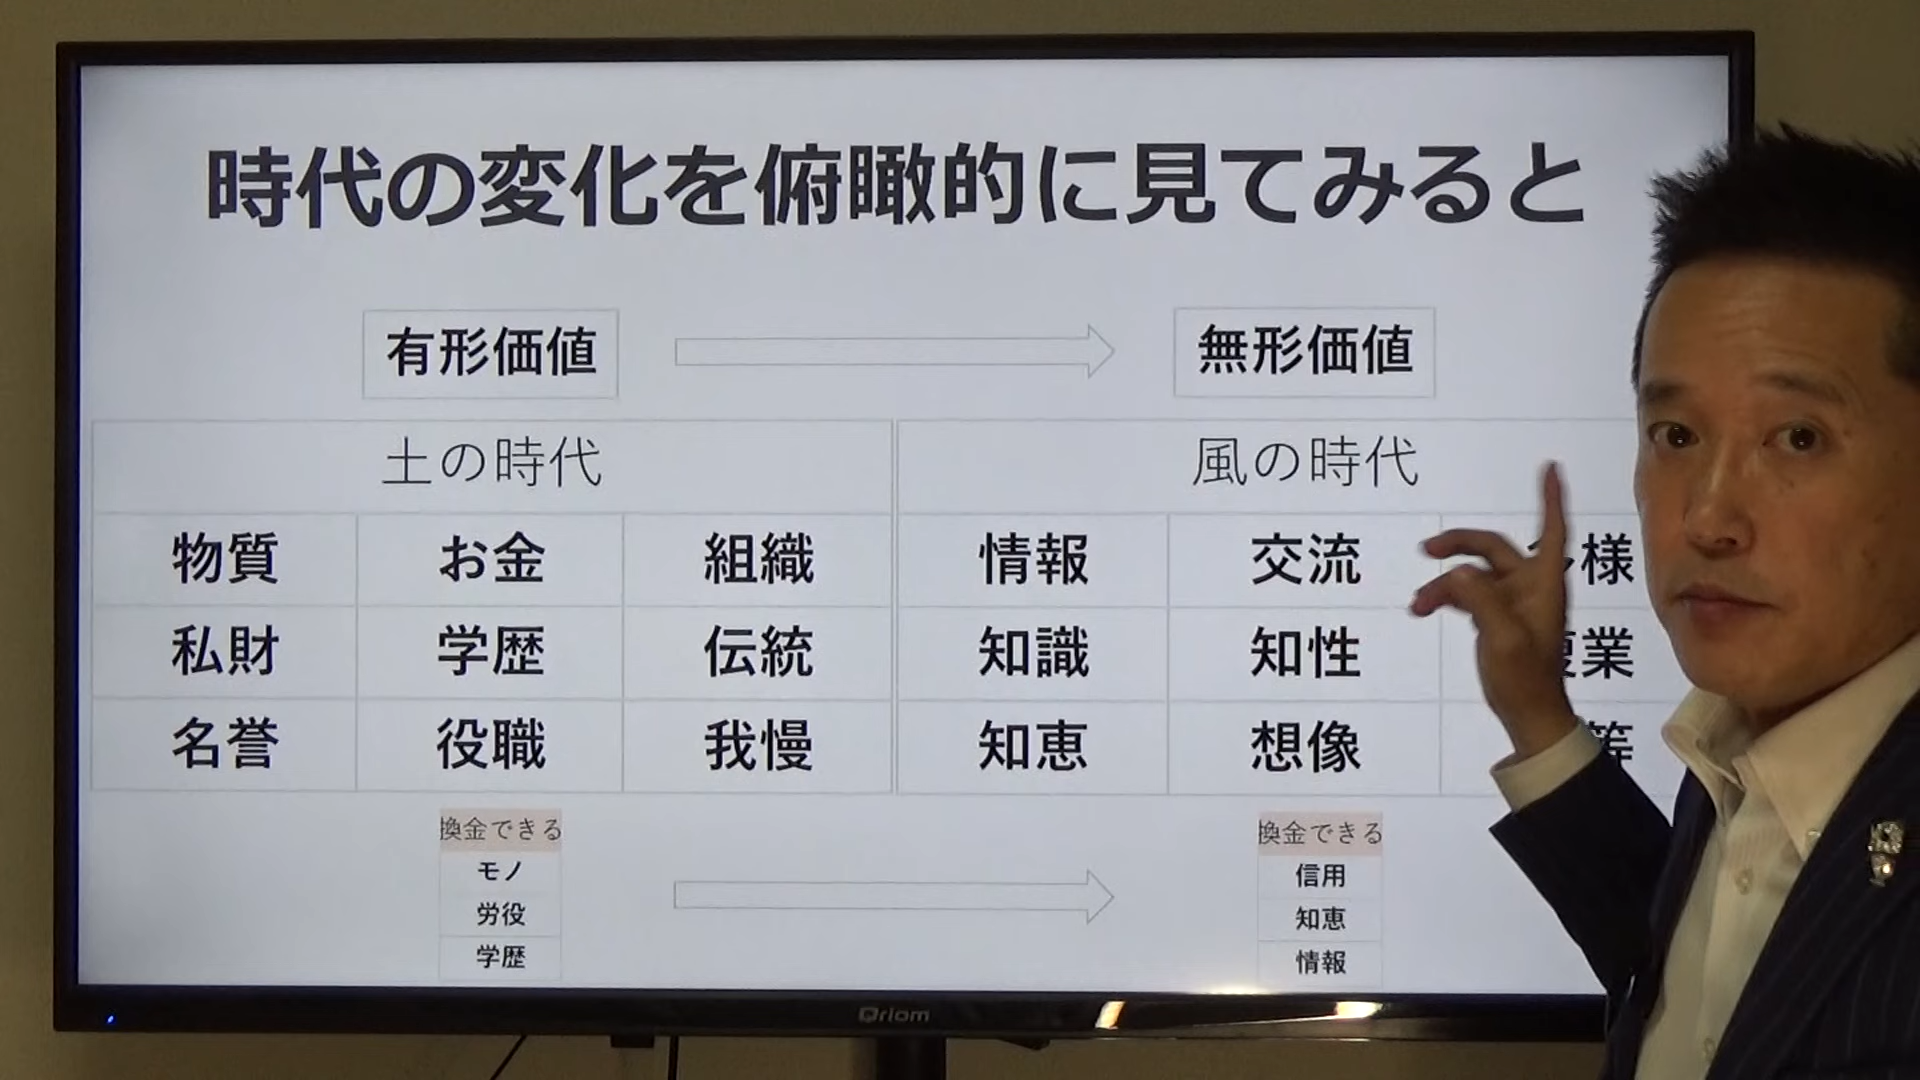 時代の変化を俯瞰的に見てみると
有形価値 無形価値
土の時代 風の時代
物質 お金 組織 情報 交流 様
私財 学歴 伝統 知識 知性 業
名誉 役職 我慢 知恵 想像 等
換金できる 換金できる
モノ 信用
労役 知恵
学歴 情報
Qriom